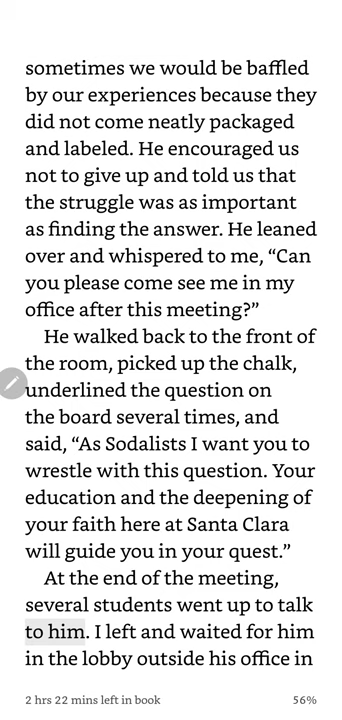 sometimes we would be baffled
by our experiences because they
did not come neatly packaged
and labeled. He encouraged us
not to give up and told us that
the struggle was as important
as finding the answer. He leaned
over and whispered to me, “Can
you please come see me in my
office after this meeting?”
He walked back to the front of
the room, picked up the chalk,
underlined the question on
the board several times, and
said, “As Sodalists I want you to
wrestle with this question. Your
education and the deepening of
your faith here at Santa Clara
will guide you in your quest.”
At the end of the meeting,
several students went up to talk
to him. I left and waited for him
in the lobby outside his office in
2 hrs 22 mins left in book 56%